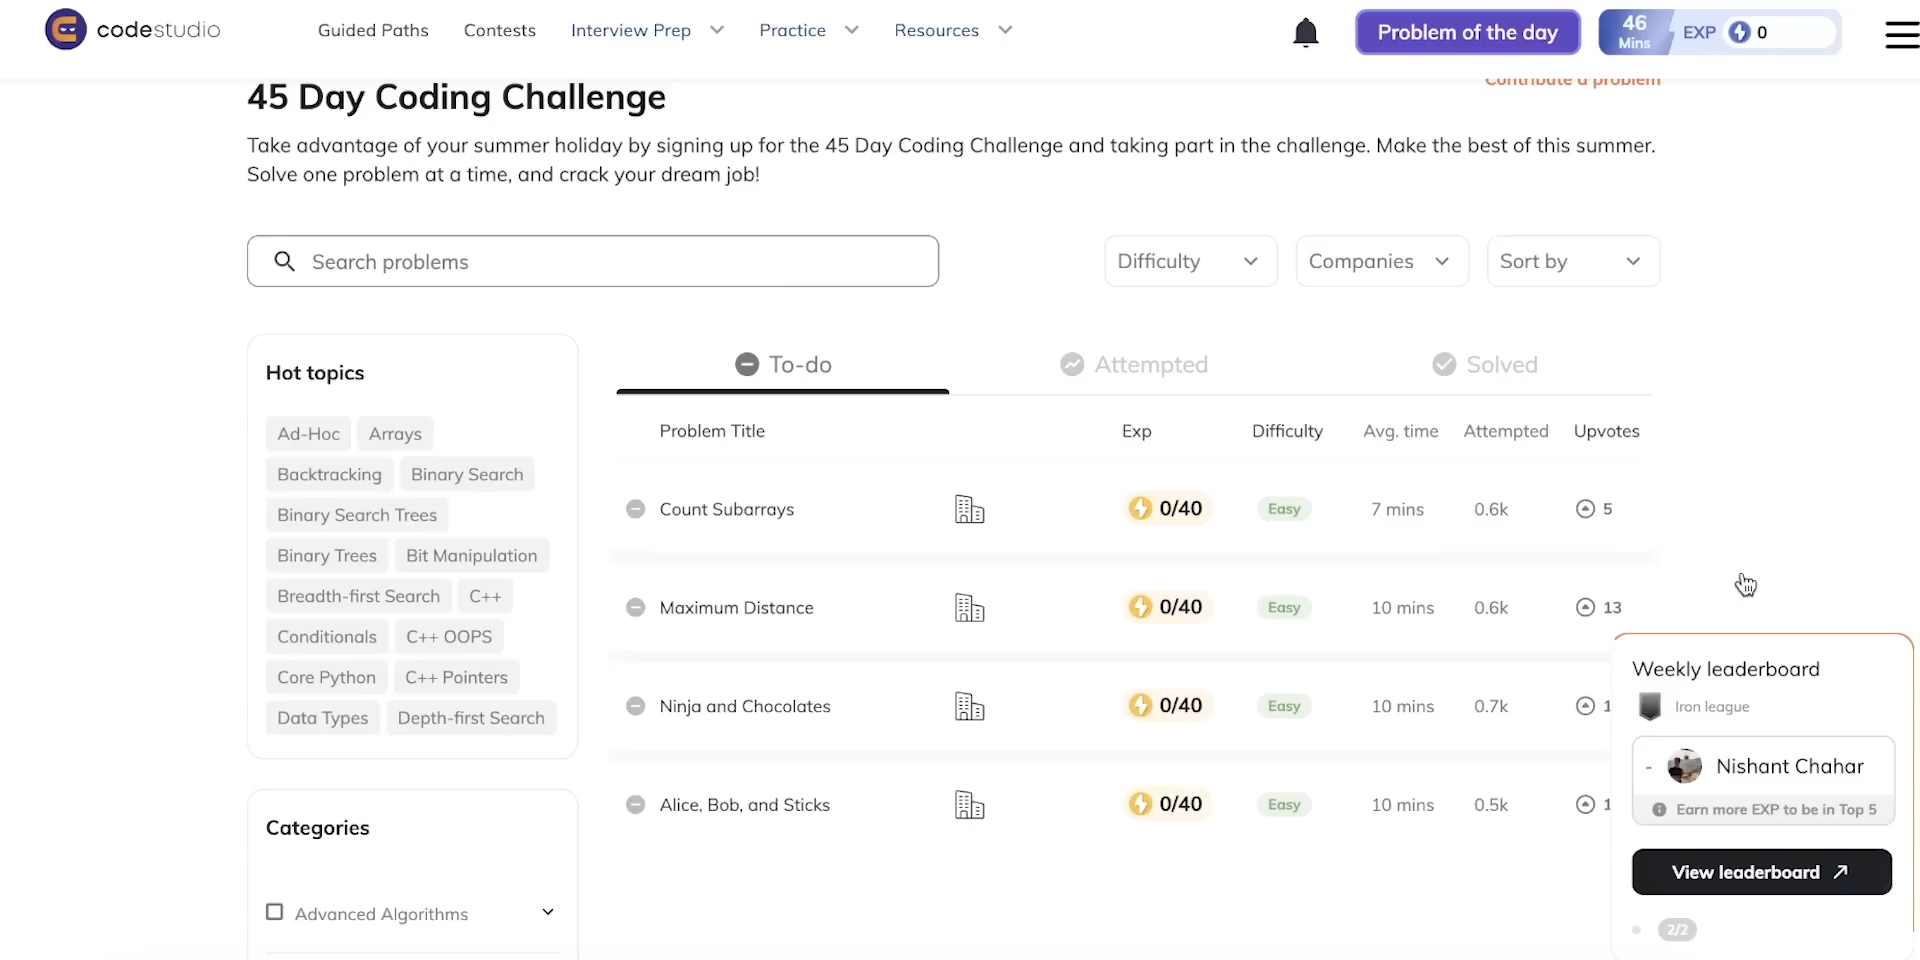 codestudio
Guided Paths
Contests
Interview Prep
Practice
Resources
Problem of the day
46
Mins
EXP
0
Contribute a problem
45 Day Coding Challenge
Take advantage of your summer holiday by signing up for the 45 Day Coding Challenge and taking part in the challenge. Make the best of this summer.
Solve one problem at a time, and crack your dream job!
Search problems
Difficulty
Companies
Sort by
Hot topics
Ad-Hoc
Arrays
Backtracking
Binary Search
Binary Search Trees
Binary Trees
Bit Manipulation
Breadth-first Search
C++
Conditionals
C++ OOPS
Core Python
C++ Pointers
Data Types
Depth-first Search
Categories
Advanced Algorithms
To-do
Attempted
Solved
Problem Title
Exp
Difficulty
Avg. time
Attempted
Upvotes
Count Subarrays
0/40
Easy
7 mins
0.6k
5
Maximum Distance
0/40
Easy
10 mins
0.6k
13
Ninja and Chocolates
0/40
Easy
10 mins
0.7k
1
Alice, Bob, and Sticks
0/40
Easy
10 mins
0.5k
1
Weekly leaderboard
Iron league
- Nishant Chahar
Earn more EXP to be in Top 5
View leaderboard
2/2